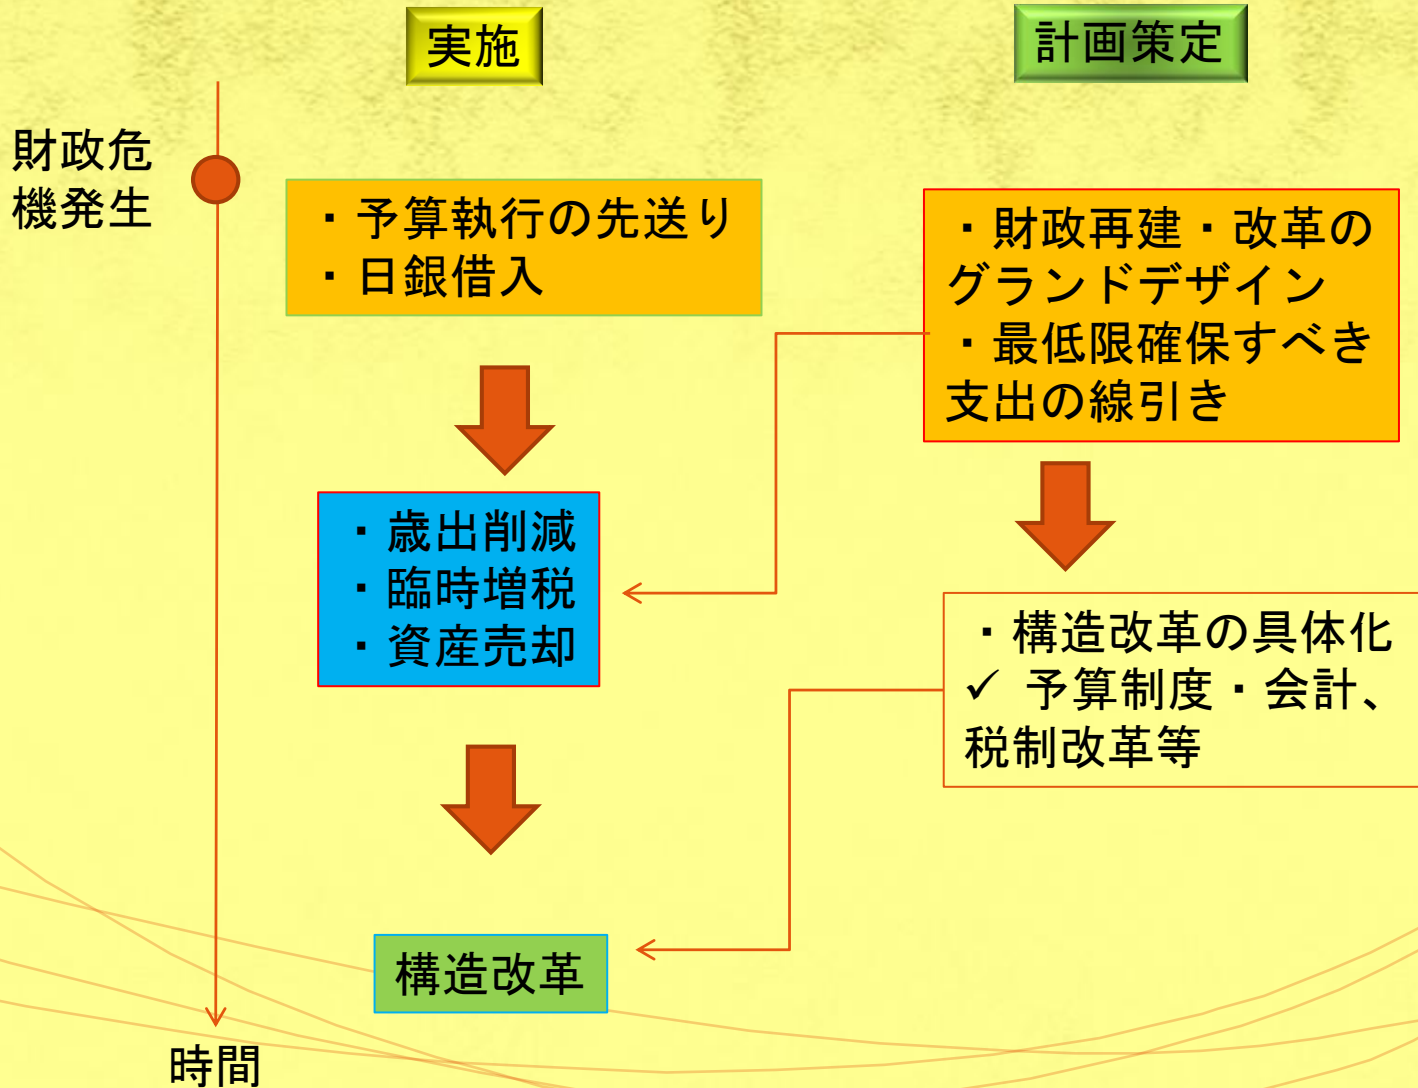 実施
計画策定
財政危
機発生
・予算執行の先送り
・日銀借入
・財政再建・改革の
グランドデザイン
・最低限確保すべき
支出の線引き
・歳出削減
・臨時増税
・資産売却
・構造改革の具体化
✓ 予算制度・会計、
税制改革等
構造改革
時間